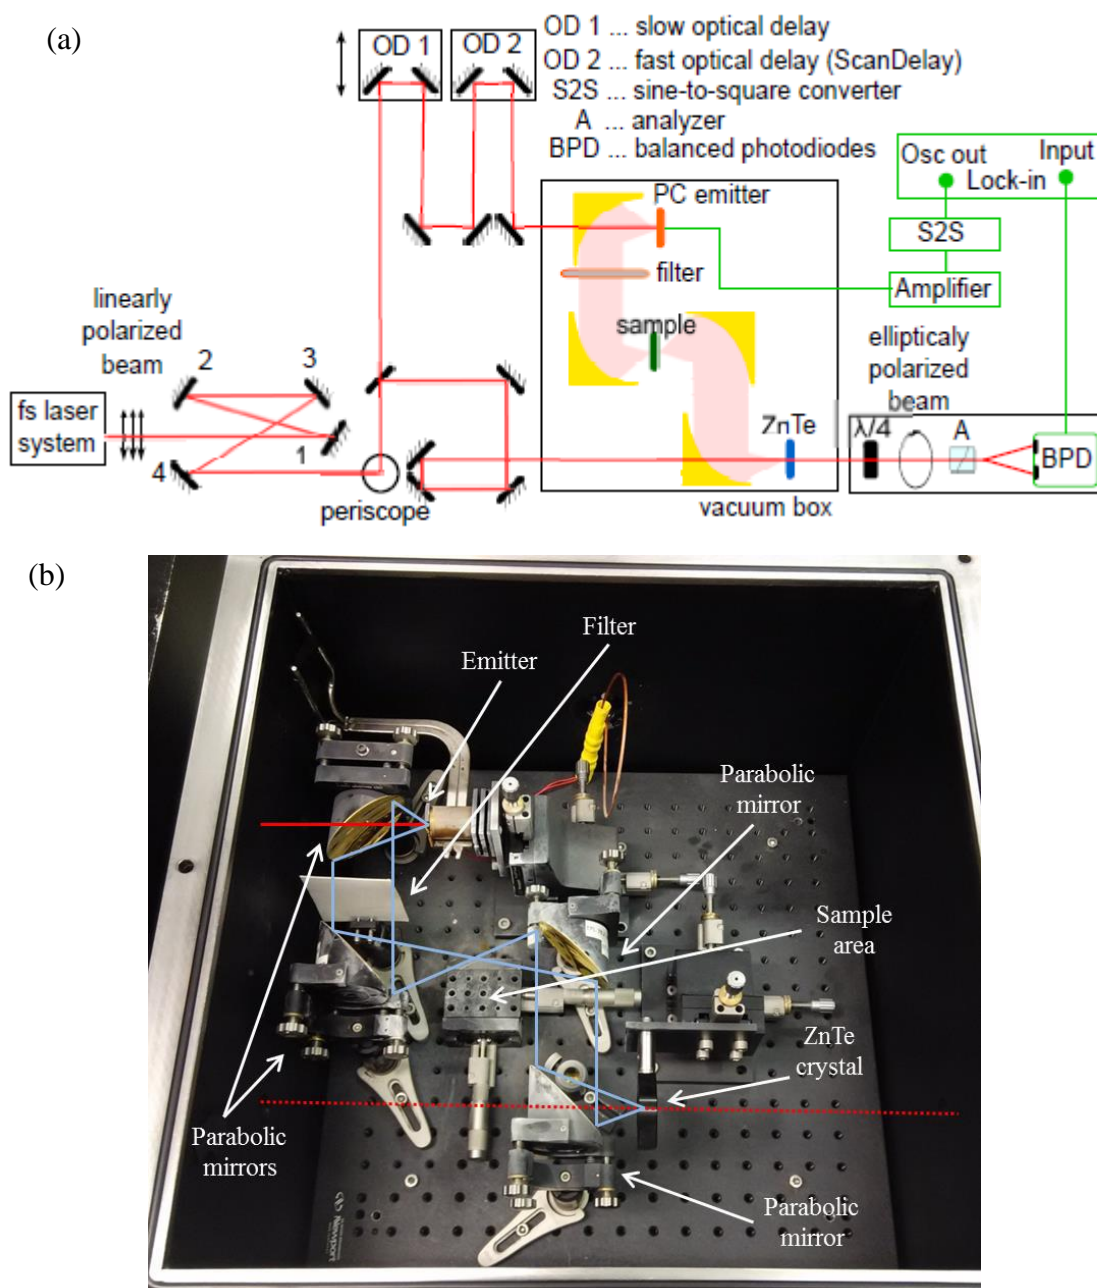 (a)
OD 1
OD 2
OD 1 ... slow optical delay
OD 2 ... fast optical delay (ScanDelay)
S2S ... sine-to-square converter
A ... analyzer
BPD ... balanced photodiodes
Osc out
Input
Lock-in
PC emitter
S2S
filter
Amplifier
linearly
polarized
beam
sample
ellipticaly
polarized
beam
2
3
fs laser
system
1
4
ZnTe
λ/4
A
BPD
periscope
vacuum box
(b)
Filter
Emitter
Parabolic
mirror
Sample
area
ZnTe
crystal
Parabolic
mirrors
Parabolic
mirror
Newport